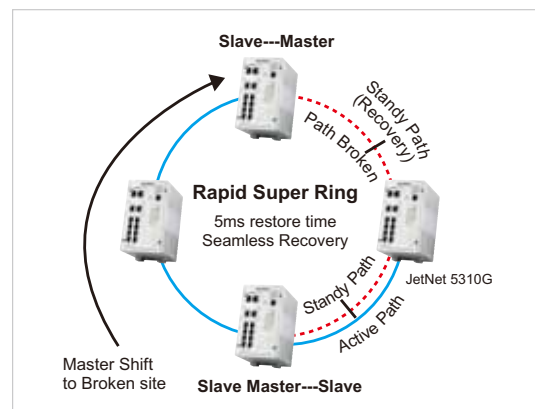 Slave---Master
Standy Path
(Recovery)
Path Broken
Rapid Super Ring
5ms restore time
Seamless Recovery
JetNet 5310G
Standy Path
Active Path
Master Shift
to Broken site
Slave Master---Slave